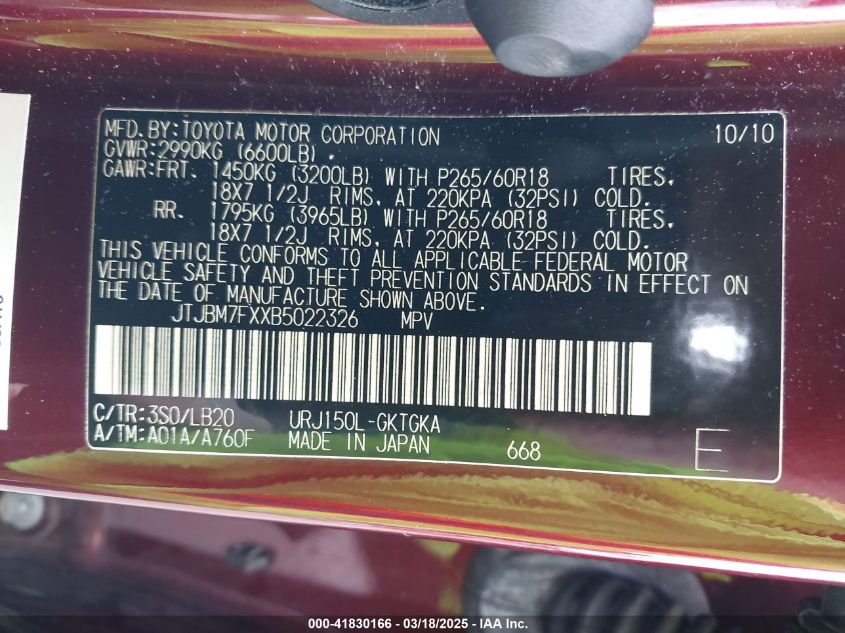 MFD. BY: TOYOTA MOTOR CORPORATION 10/10
GVWR: 2990KG (6600LB)
GAWR: FRT. 1450KG (3200LB) WITH P265/60R18 TIRES,
18X7 1/2J RIMS, AT 220KPA (32PSI) COLD.
RR. 1795KG (3965LB) WITH P265/60R18 TIRES,
18X7 1/2J RIMS, AT 220KPA (32PSI) COLD.
THIS VEHICLE CONFORMS TO ALL APPLICABLE FEDERAL MOTOR
VEHICLE SAFETY AND THEFT PREVENTION STANDARDS IN EFFECT ON
THE DATE OF MANUFACTURE SHOWN ABOVE.
JTJBM7FXXB5022326 MPV
C/TR: 3S0/LB20 URJ150L-GKTGKA
A/TM: A01A/A760F MADE IN JAPAN 668 E
000-41830166 - 03/18/2025 - IAA Inc.